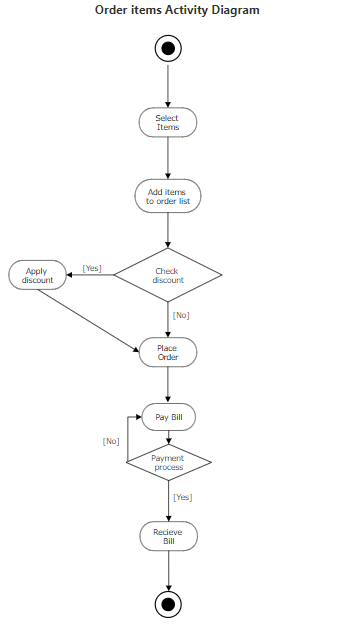 Order items Activity Diagram
Select
Items
Add items
to order list
Check
discount
[Yes]
Apply
discount
[No]
Place
Order
Pay Bill
[No]
Payment
process
[Yes]
Recieve
Bill